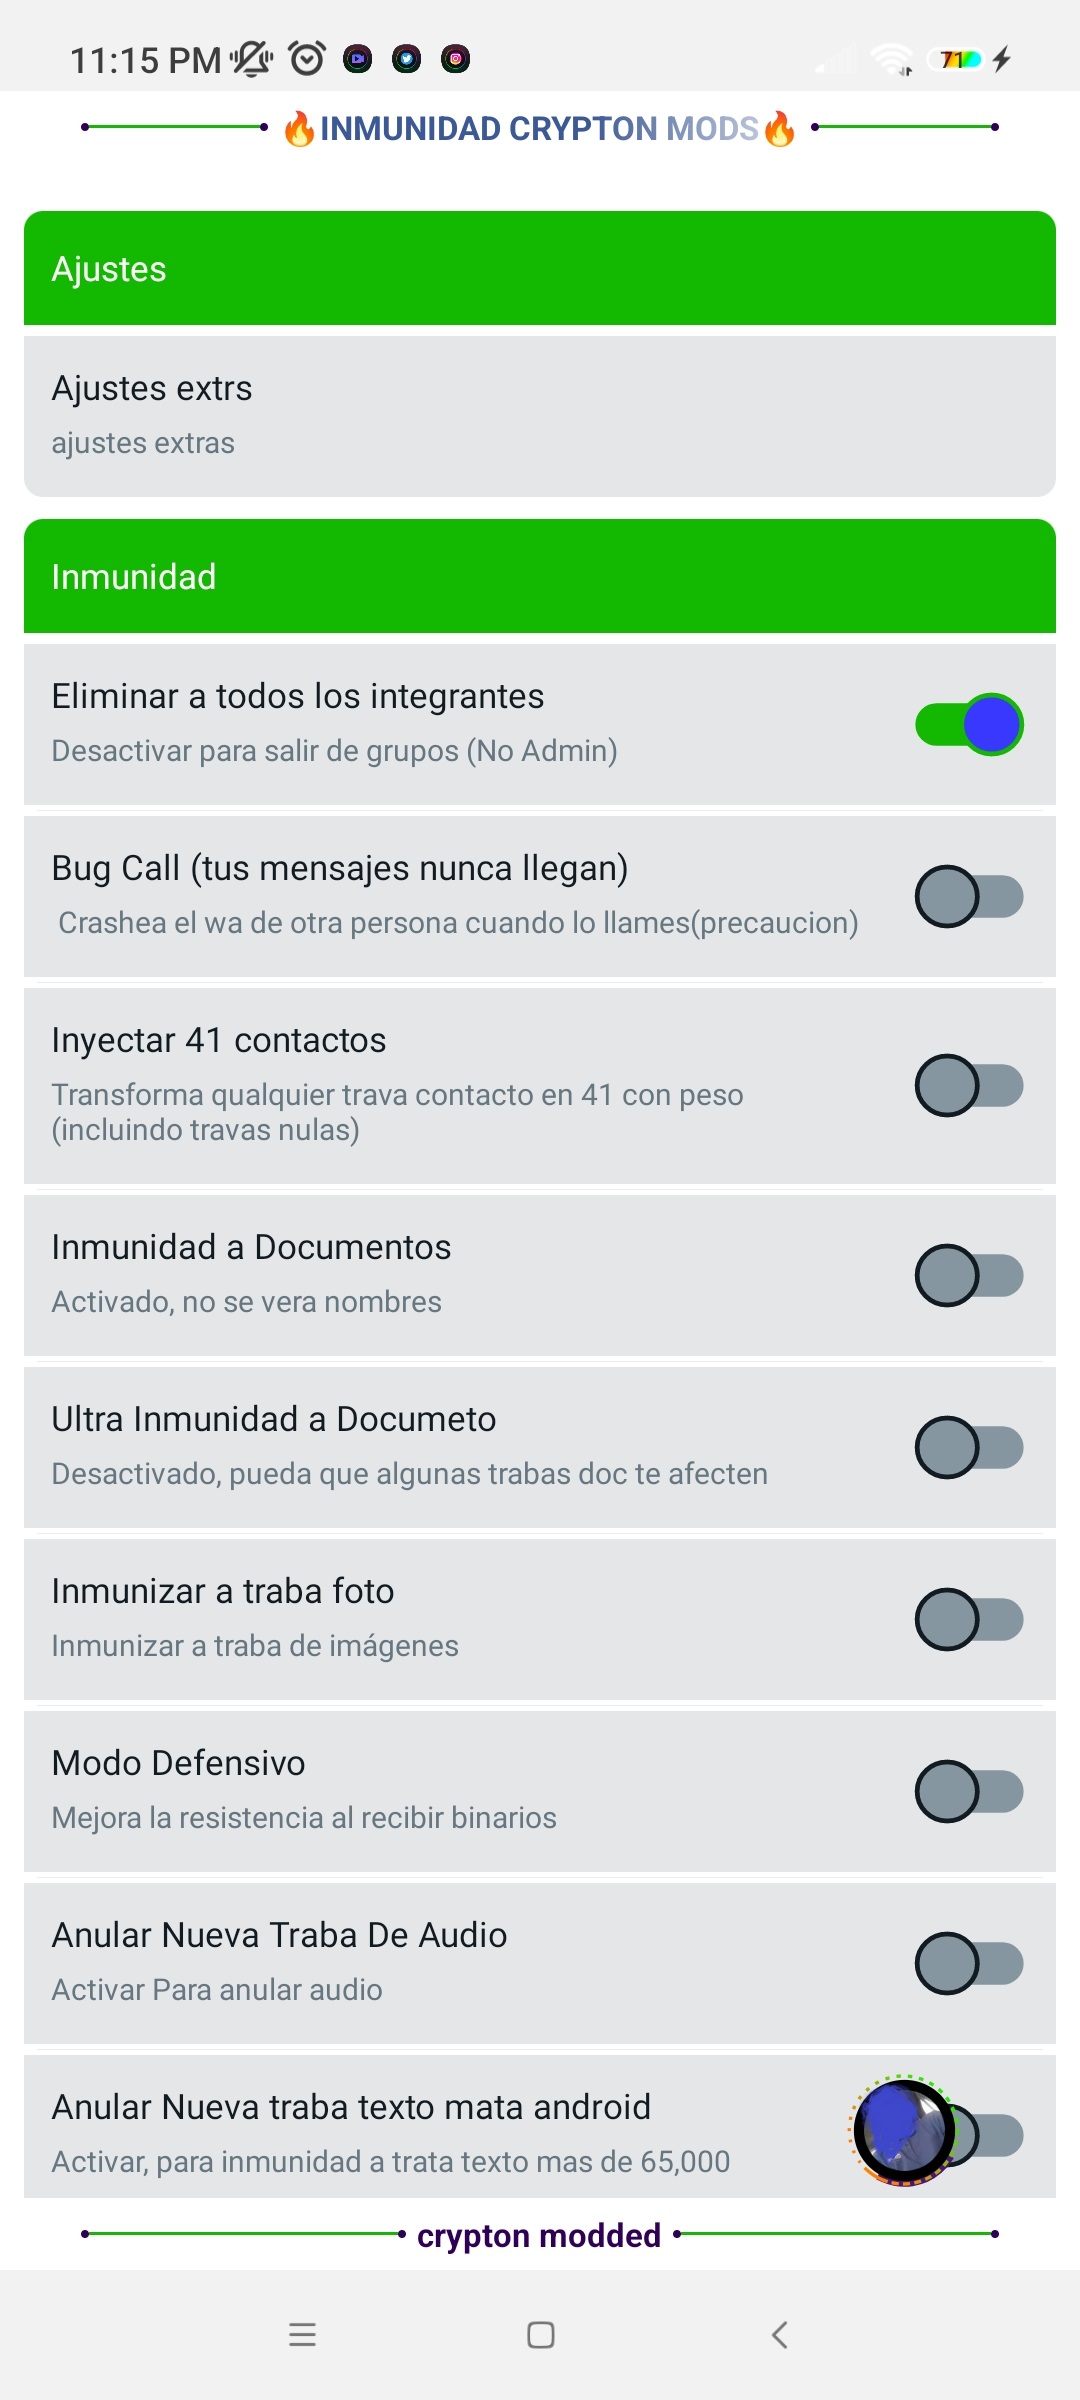 11:15 PM
71
🔥INMUNIDAD CRYPTON MODS🔥
Ajustes
Ajustes extrs
ajustes extras
Inmunidad
Eliminar a todos los integrantes
Desactivar para salir de grupos (No Admin)
Bug Call (tus mensajes nunca llegan)
Crashea el wa de otra persona cuando lo llames(precaucion)
Inyectar 41 contactos
Transforma qualquier trava contacto en 41 con peso
(incluindo travas nulas)
Inmunidad a Documentos
Activado, no se vera nombres
Ultra Inmunidad a Documeto
Desactivado, pueda que algunas trabas doc te afecten
Inmunizar a traba foto
Inmunizar a traba de imágenes
Modo Defensivo
Mejora la resistencia al recibir binarios
Anular Nueva Traba De Audio
Activar Para anular audio
Anular Nueva traba texto mata android
Activar, para inmunidad a trata texto mas de 65,000
crypton modded